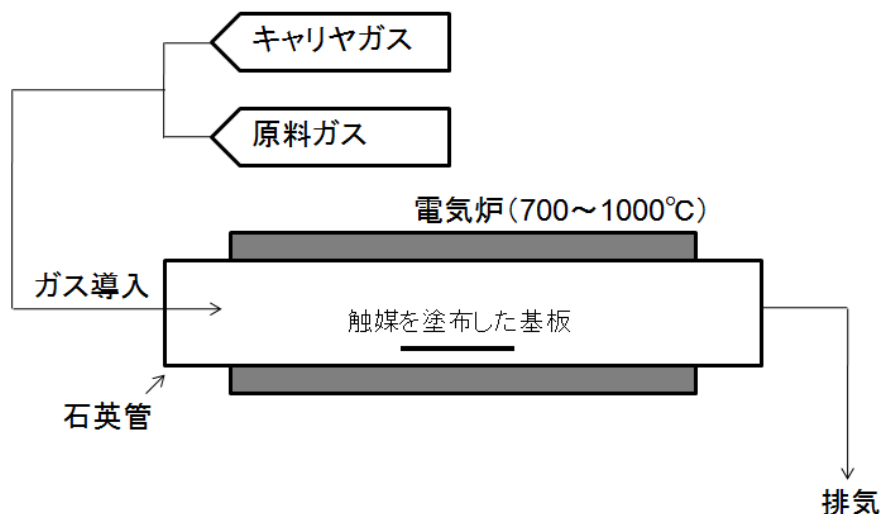 キャリヤガス
原料ガス
電気炉(700~1000℃)
ガス導入
触媒を塗布した基板
石英管
排気